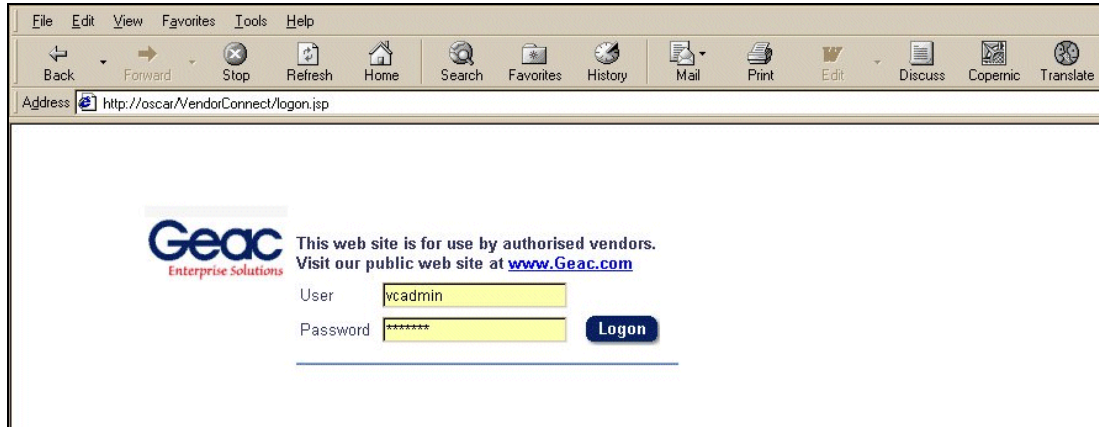 File Edit View Favorites Tools Help
Back Forward Stop Refresh Home Search Favorites History Mail Print Edit Discuss Copernic Translate
Address http://oscar/VendorConnect/logon.jsp
Geac
Enterprise Solutions
This web site is for use by authorised vendors.
Visit our public web site at www.Geac.com
User vcadmin
Password *******
Logon